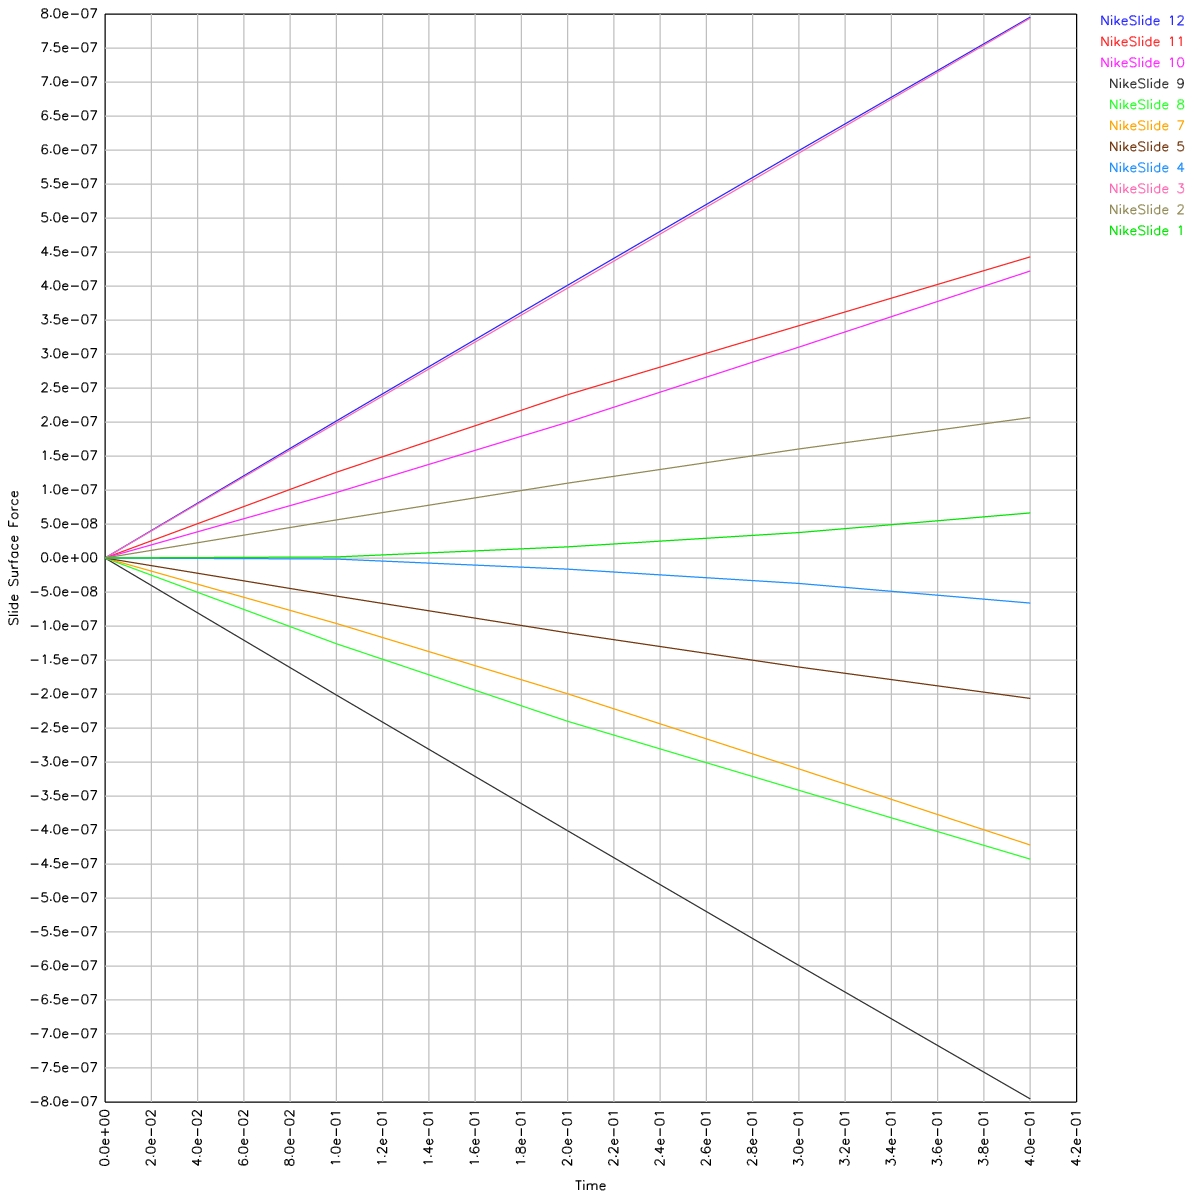 8.0e-07
7.5e-07
7.0e-07
6.5e-07
6.0e-07
5.5e-07
5.0e-07
4.5e-07
4.0e-07
3.5e-07
3.0e-07
2.5e-07
2.0e-07
1.5e-07
1.0e-07
5.0e-08
0.0e+00
-5.0e-08
-1.0e-07
-1.5e-07
-2.0e-07
-2.5e-07
-3.0e-07
-3.5e-07
-4.0e-07
-4.5e-07
-5.0e-07
-5.5e-07
-6.0e-07
-6.5e-07
-7.0e-07
-7.5e-07
-8.0e-07
Slide Surface Force
0.0e+00
2.0e-02
4.0e-02
6.0e-02
8.0e-02
1.0e-01
1.2e-01
1.4e-01
1.6e-01
1.8e-01
2.0e-01
2.2e-01
2.4e-01
2.6e-01
2.8e-01
3.0e-01
3.2e-01
3.4e-01
3.6e-01
3.8e-01
4.0e-01
4.2e-01
Time
NikeSlide 12
NikeSlide 11
NikeSlide 10
NikeSlide 9
NikeSlide 8
NikeSlide 7
NikeSlide 5
NikeSlide 4
NikeSlide 3
NikeSlide 2
NikeSlide 1